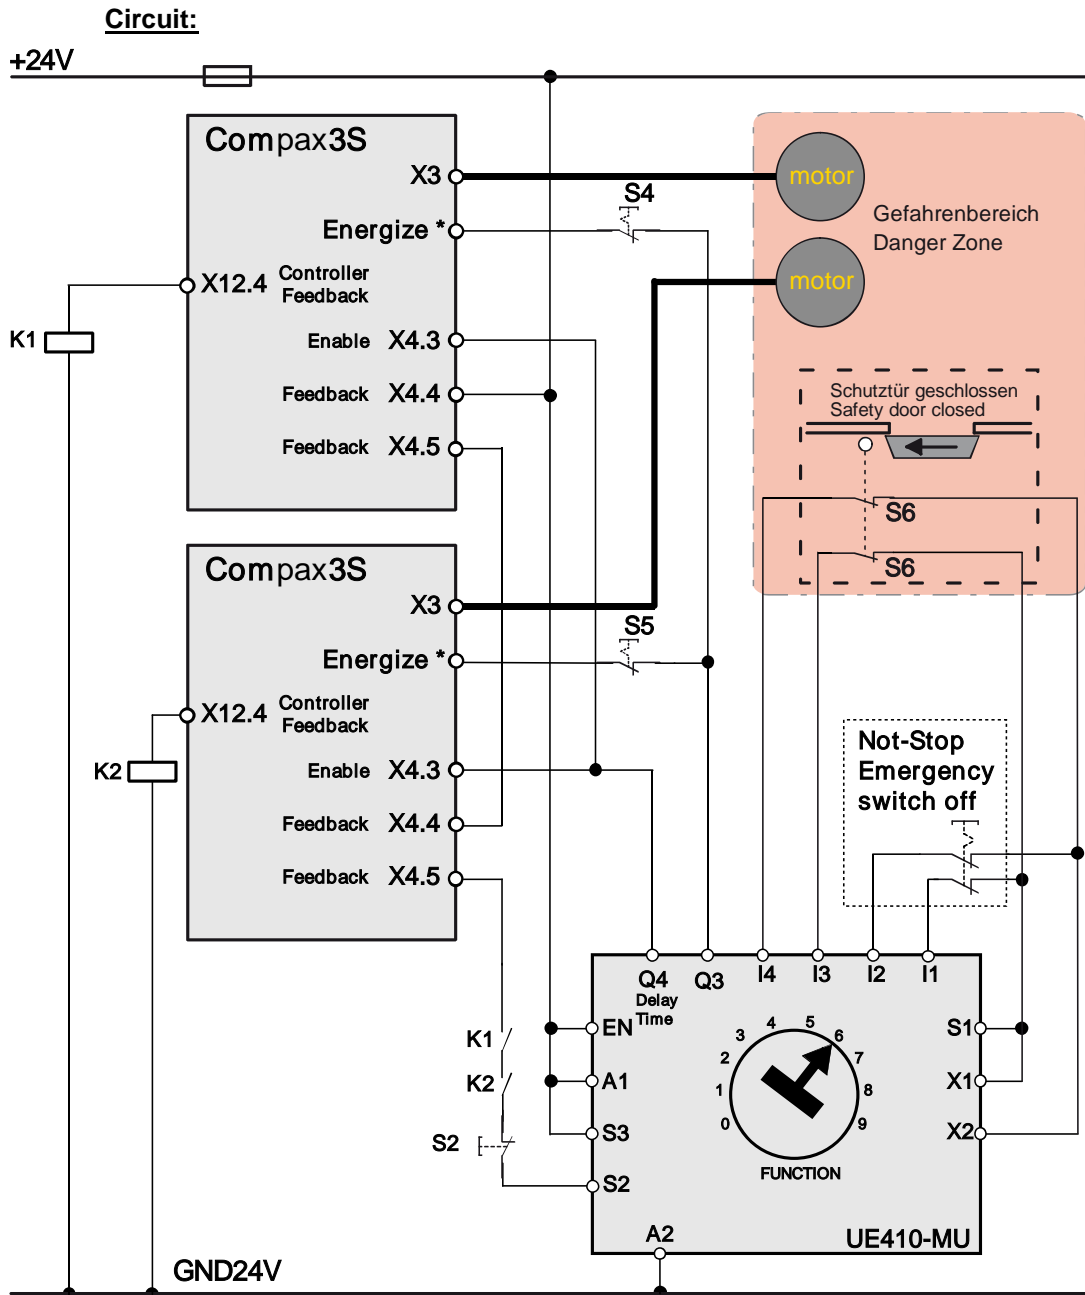 Circuit:
+24V
Compax3S
X3
motor
S4
Gefahrenbereich
Danger Zone
Energize *
X12.4
Controller
Feedback
motor
K1
Enable X4.3
Feedback X4.4
Schutztür geschlossen
Safety door closed
Feedback X4.5
S6
S6
Compax3S
X3
S5
Energize *
X12.4
Controller
Feedback
Not-Stop
Emergency
switch off
K2
Enable X4.3
Feedback X4.4
Feedback X4.5
Q4
Delay
Time
Q3
I4
I3
I2
I1
K1
EN
S1
K2
A1
X1
S2
S3
X2
S2
0
1
2
3
4
5
6
7
8
9
FUNCTION
A2
UE410-MU
GND24V